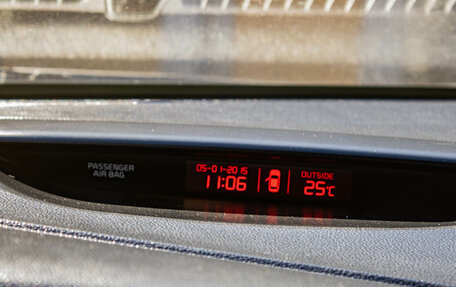 PASSENGER
AIR BAG
05-01-2015
11:06
OUTSIDE
25°C